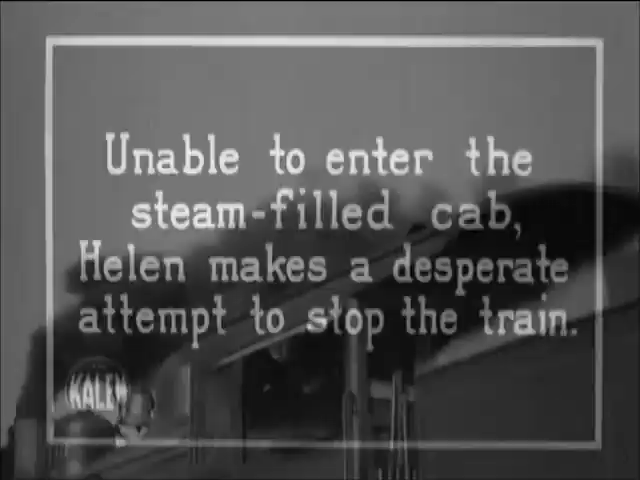 Unable to enter the
steam-filled cab,
Helen makes a desperate
attempt to stop the train.
KALEM